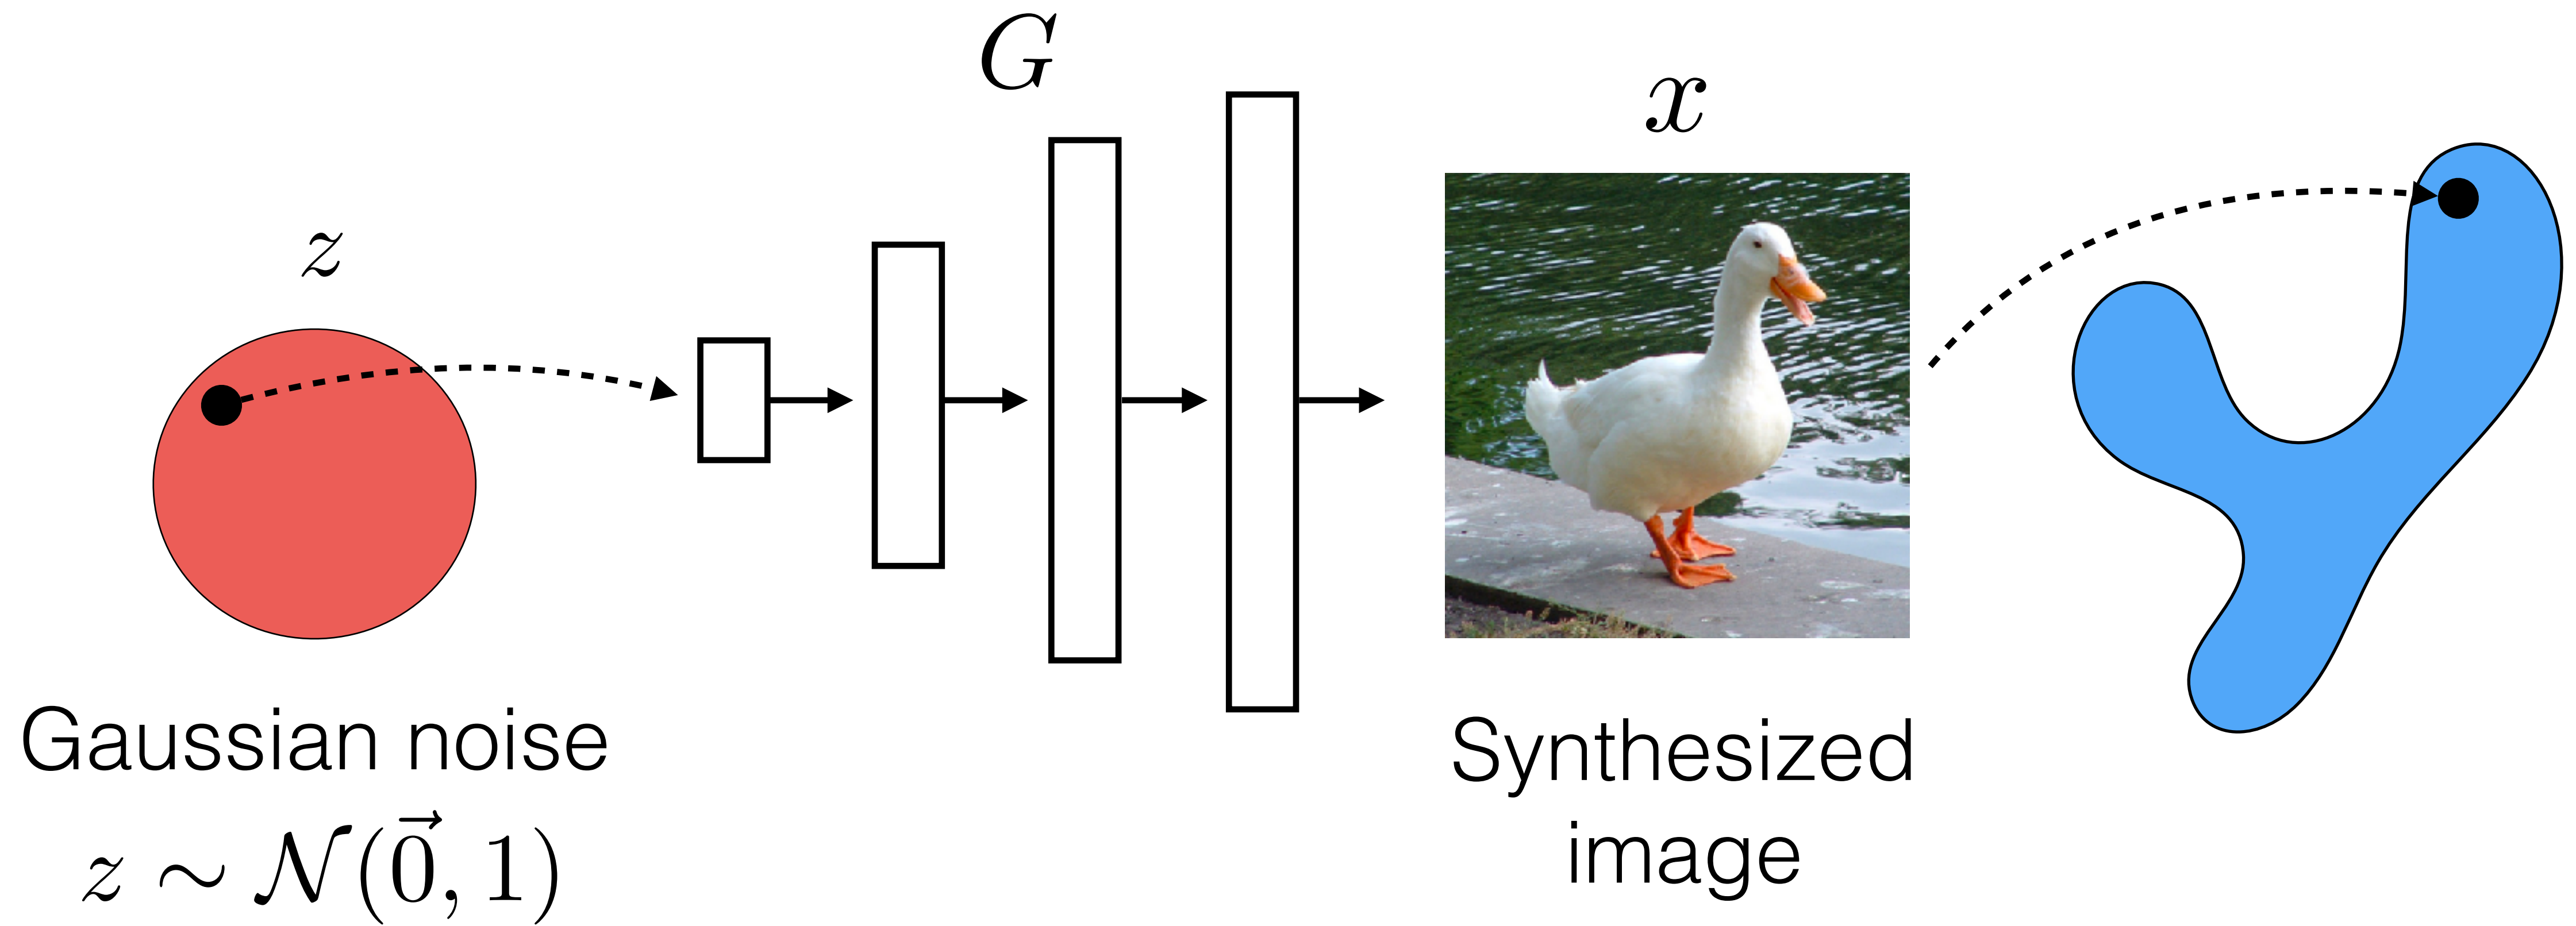 G
x
z
Gaussian noise
z ∼ 𝒩(0⃗, 1)
Synthesized
image